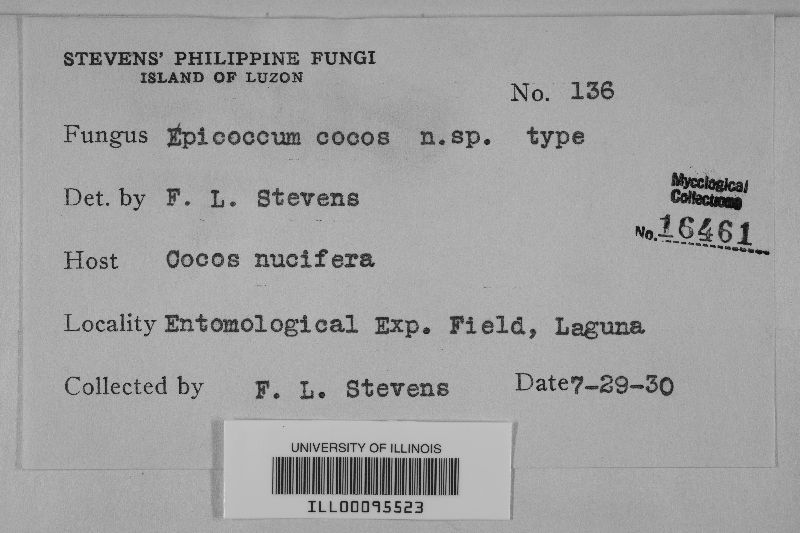 STEVENS' PHILIPPINE FUNGI
ISLAND OF LUZON
No. 136
Fungus Epicoccum cocos n.sp. type
Det. by F. L. Stevens
Mycological
Collections
No. 16461
Host Cocos nucifera
Locality Entomological Exp. Field, Laguna
Collected by F. L. Stevens Date 7-29-30
UNIVERSITY OF ILLINOIS
ILL00095523